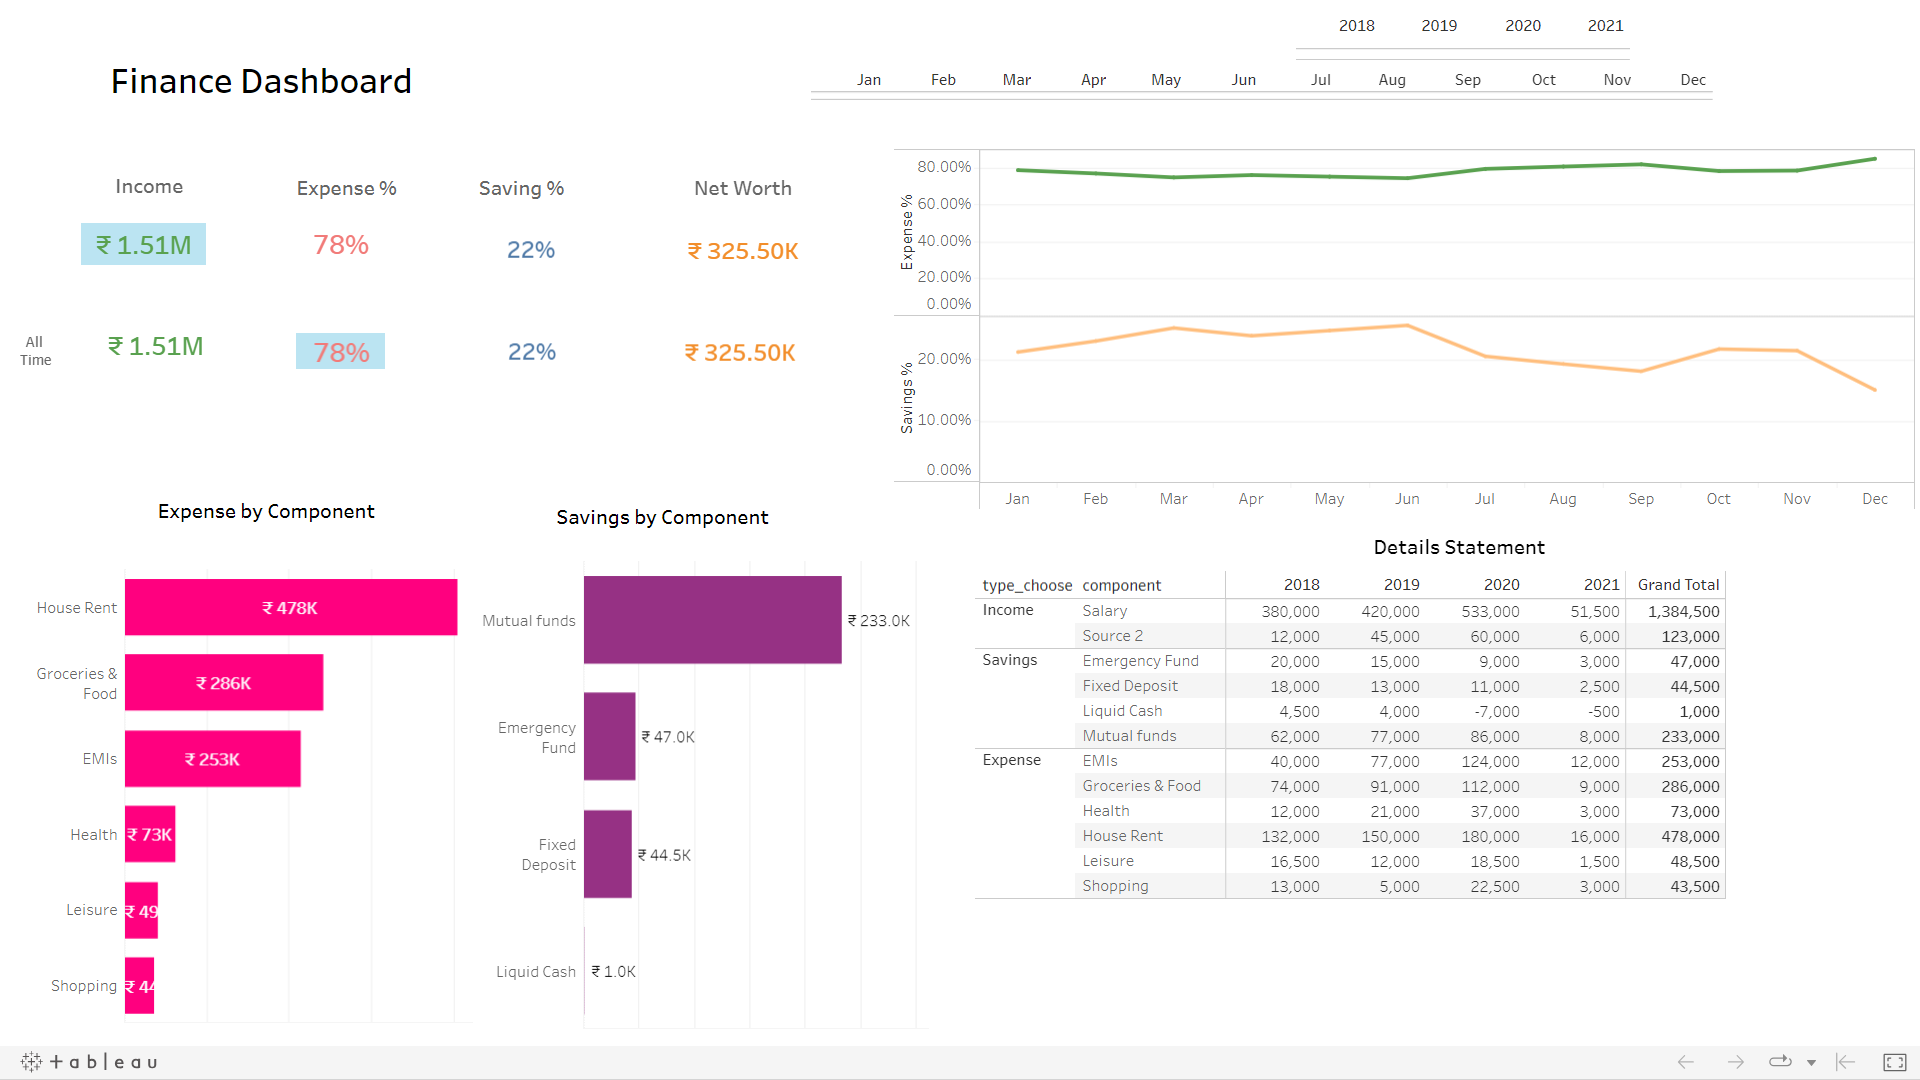 2018 2019 2020 2021
Finance Dashboard
Jan Feb Mar Apr May Jun Jul Aug Sep Oct Nov Dec
Income Expense % Saving % Net Worth
₹ 1.51M 78% 22% ₹ 325.50K
All
Time
₹ 1.51M 78% 22% ₹ 325.50K
Expense %
80.00%
60.00%
40.00%
20.00%
0.00%
Savings %
20.00%
10.00%
0.00%
Jan Feb Mar Apr May Jun Jul Aug Sep Oct Nov Dec
Expense by Component
House Rent ₹ 478K
Groceries &
Food
₹ 286K
EMIs ₹ 253K
Health ₹ 73K
Leisure ₹ 49
Shopping ₹ 44
Savings by Component
Mutual funds ₹ 233.0K
Emergency
Fund
₹ 47.0K
Fixed
Deposit
₹ 44.5K
Liquid Cash ₹ 1.0K
Details Statement
type_choose component 2018 2019 2020 2021 Grand Total
Income Salary 380,000 420,000 533,000 51,500 1,384,500
Source 2 12,000 45,000 60,000 6,000 123,000
Savings Emergency Fund 20,000 15,000 9,000 3,000 47,000
Fixed Deposit 18,000 13,000 11,000 2,500 44,500
Liquid Cash 4,500 4,000 -7,000 -500 1,000
Mutual funds 62,000 77,000 86,000 8,000 233,000
Expense EMIs 40,000 77,000 124,000 12,000 253,000
Groceries & Food 74,000 91,000 112,000 9,000 286,000
Health 12,000 21,000 37,000 3,000 73,000
House Rent 132,000 150,000 180,000 16,000 478,000
Leisure 16,500 12,000 18,500 1,500 48,500
Shopping 13,000 5,000 22,500 3,000 43,500
+ableau